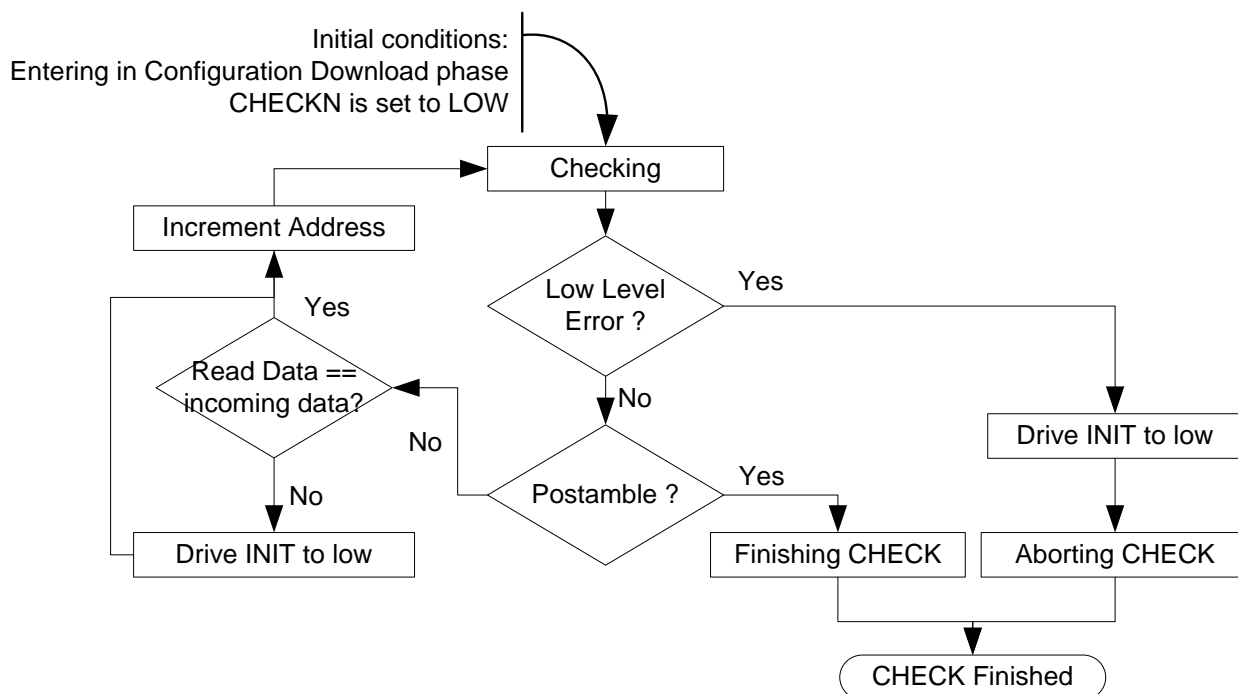 Initial conditions:
Entering in Configuration Download phase
CHECKN is set to LOW
Checking
Increment Address
Low Level
Error ?
Yes
Yes
Read Data ==
incoming data?
No
No
Drive INIT to low
Postamble ?
Yes
No
Drive INIT to low
Finishing CHECK
Aborting CHECK
CHECK Finished